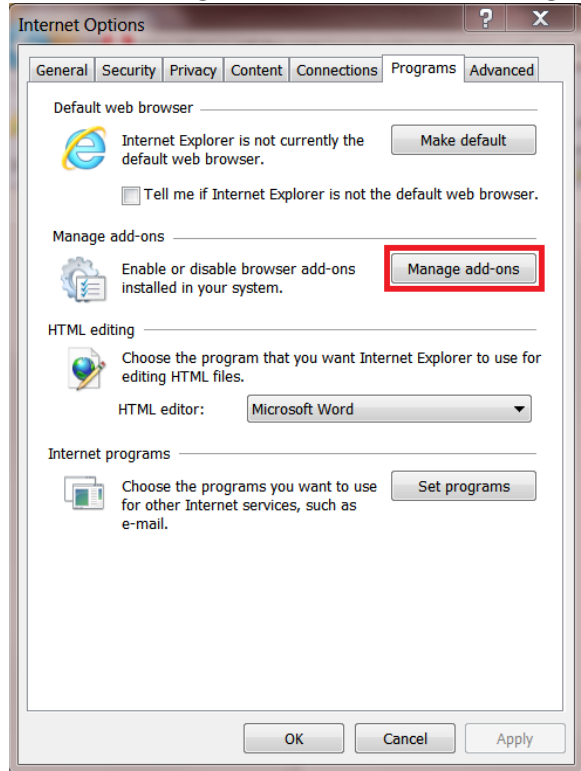 Internet Options ? X
General Security Privacy Content Connections Programs Advanced
Default web browser
Internet Explorer is not currently the
default web browser.
Make default
Tell me if Internet Explorer is not the default web browser.
Manage add-ons
Enable or disable browser add-ons
installed in your system.
Manage add-ons
HTML editing
Choose the program that you want Internet Explorer to use for
editing HTML files.
HTML editor: Microsoft Word
Internet programs
Choose the programs you want to use
for other Internet services, such as
e-mail.
Set programs
OK Cancel Apply